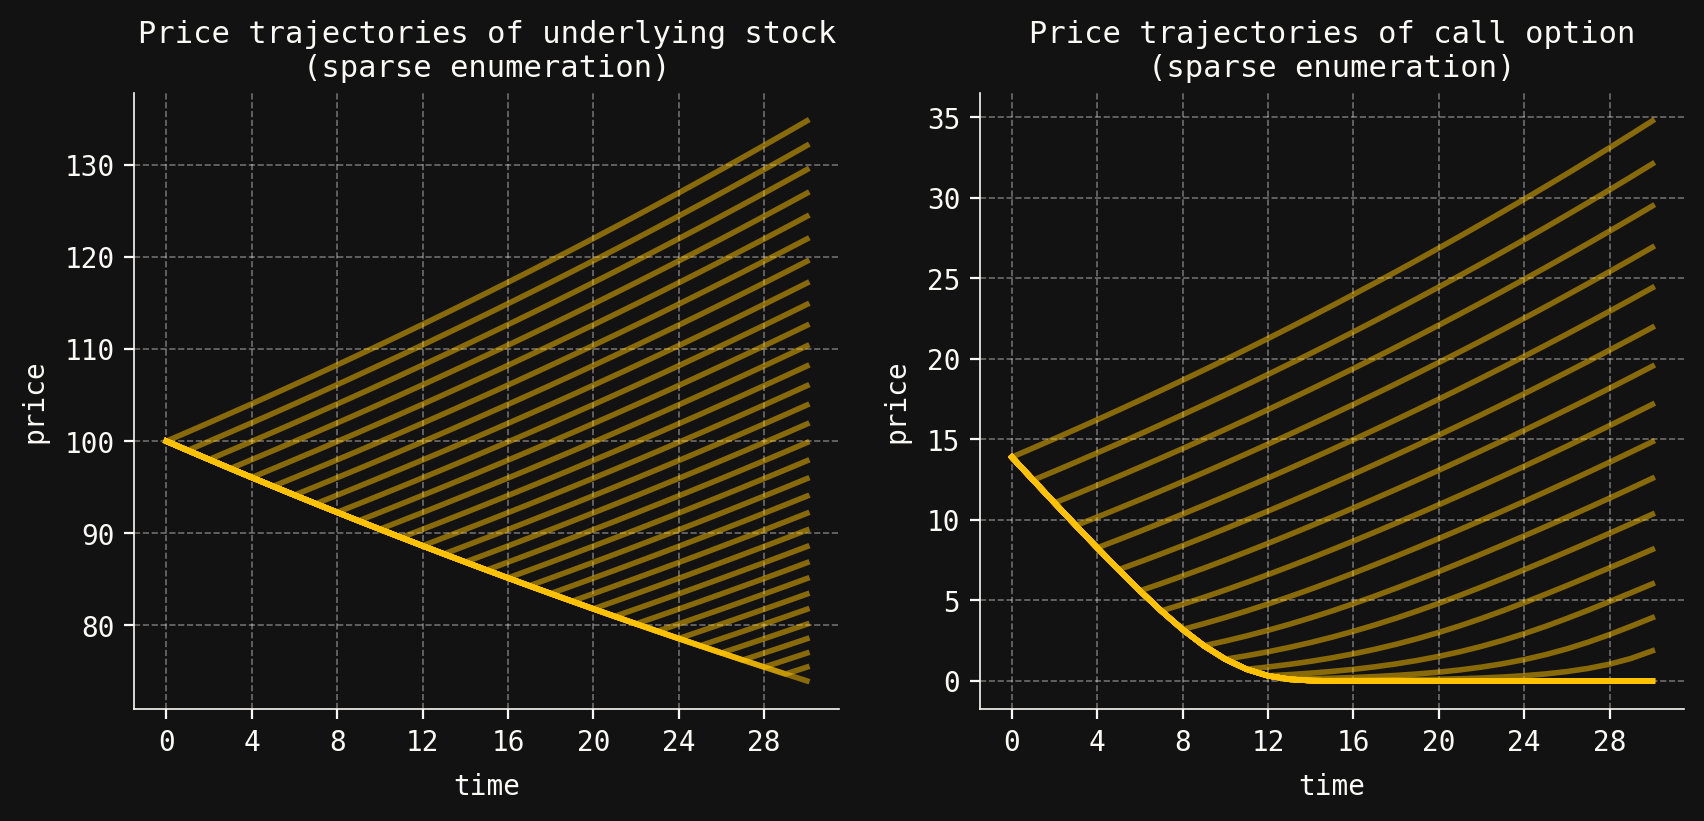 Price trajectories of underlying stock
(sparse enumeration)
130
120
110
100
90
80
price
0 4 8 12 16 20 24 28
time
Price trajectories of call option
(sparse enumeration)
35
30
25
20
15
10
5
0
price
0 4 8 12 16 20 24 28
time